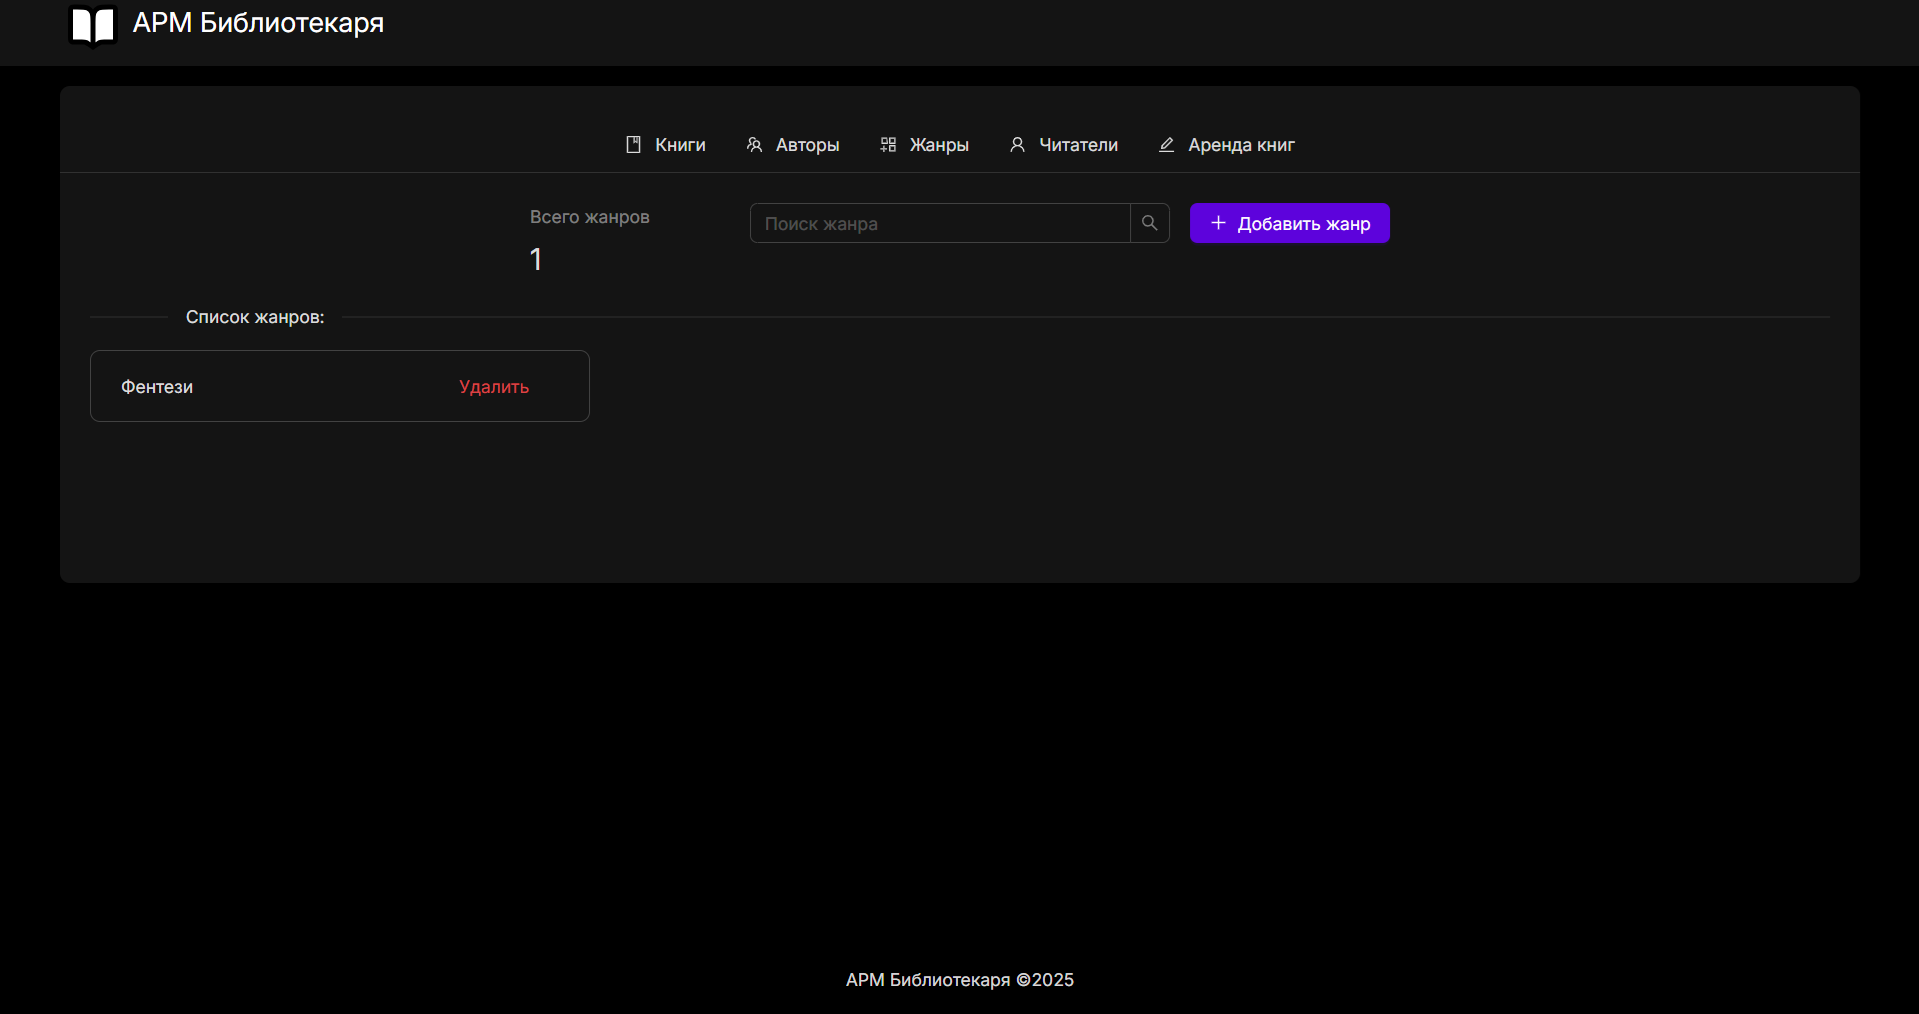 АРМ Библиотекаря
Книги Авторы Жанры Читатели Аренда книг
Всего жанров
1
Поиск жанра
Добавить жанр
Список жанров:
Фентези Удалить
АРМ Библиотекаря ©2025